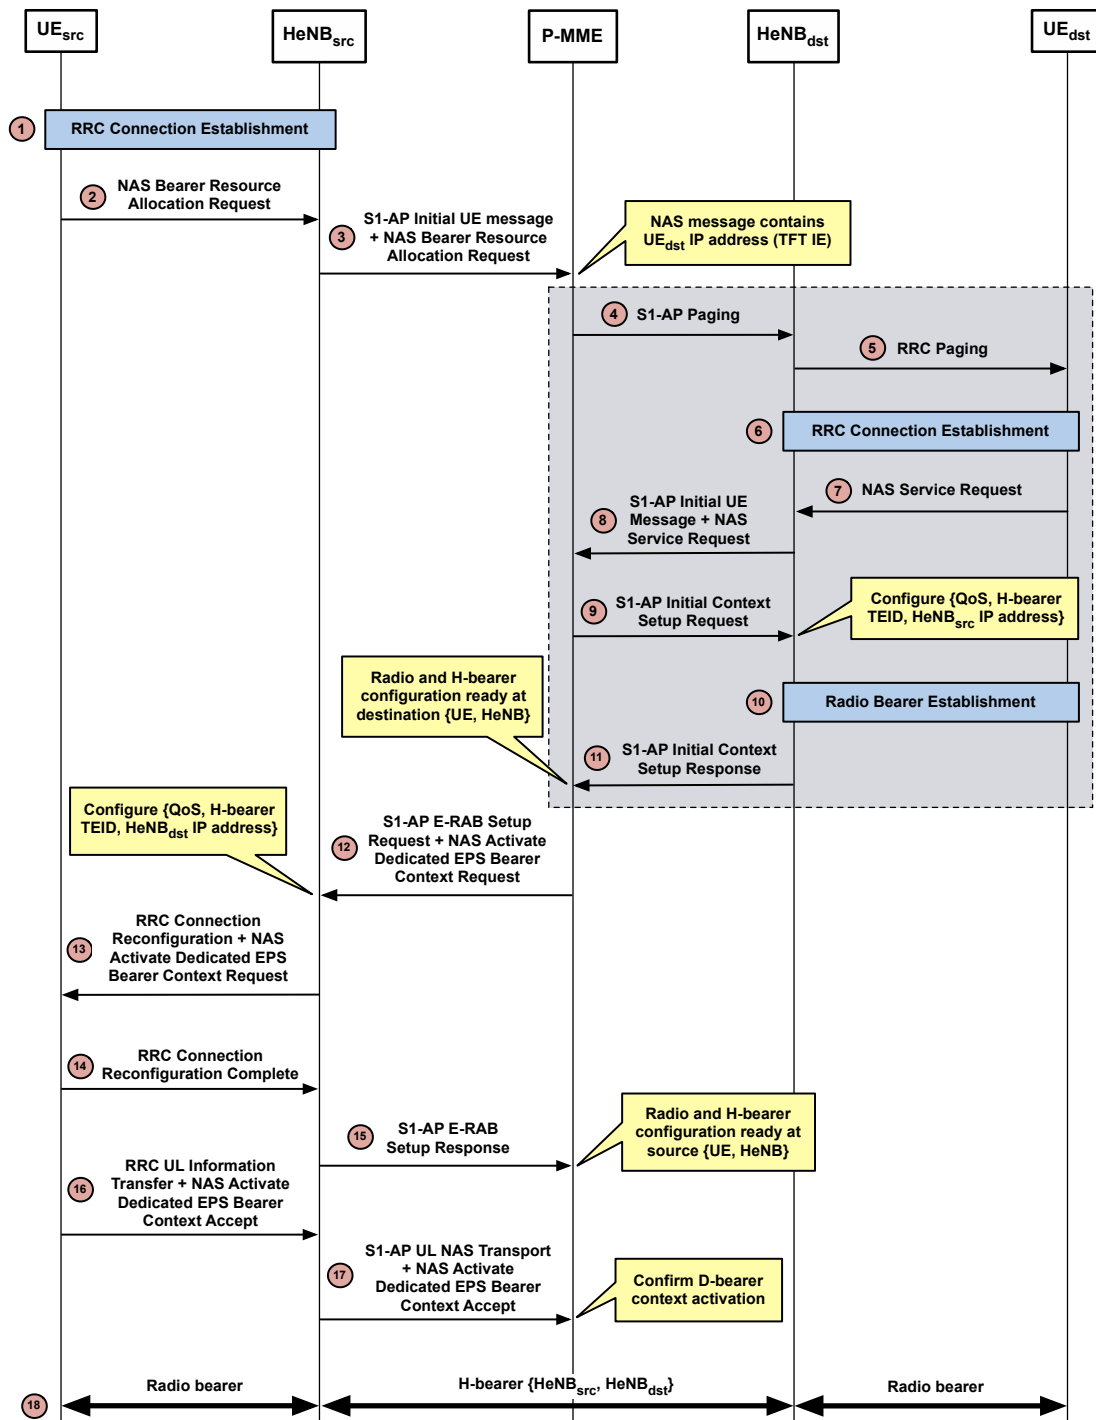 UEsrc
HeNBsrc
P-MME
HeNBdst
UEdst
1
RRC Connection Establishment
2
NAS Bearer Resource
Allocation Request
3
S1-AP Initial UE message
+ NAS Bearer Resource
Allocation Request
NAS message contains
UEdst IP address (TFT IE)
4
S1-AP Paging
5
RRC Paging
6
RRC Connection Establishment
7
NAS Service Request
8
S1-AP Initial UE
Message + NAS
Service Request
9
S1-AP Initial Context
Setup Request
Configure {QoS, H-bearer
TEID, HeNBsrc IP address}
Radio and H-bearer
configuration ready at
destination {UE, HeNB}
10
Radio Bearer Establishment
11
S1-AP Initial Context
Setup Response
Configure {QoS, H-bearer
TEID, HeNBdst IP address}
12
S1-AP E-RAB Setup
Request + NAS Activate
Dedicated EPS Bearer
Context Request
13
RRC Connection
Reconfiguration + NAS
Activate Dedicated EPS
Bearer Context Request
14
RRC Connection
Reconfiguration Complete
15
S1-AP E-RAB
Setup Response
Radio and H-bearer
configuration ready at
source {UE, HeNB}
16
RRC UL Information
Transfer + NAS Activate
Dedicated EPS Bearer
Context Accept
17
S1-AP UL NAS Transport
+ NAS Activate
Dedicated EPS Bearer
Context Accept
Confirm D-bearer
context activation
18
Radio bearer
H-bearer {HeNBsrc, HeNBdst}
Radio bearer